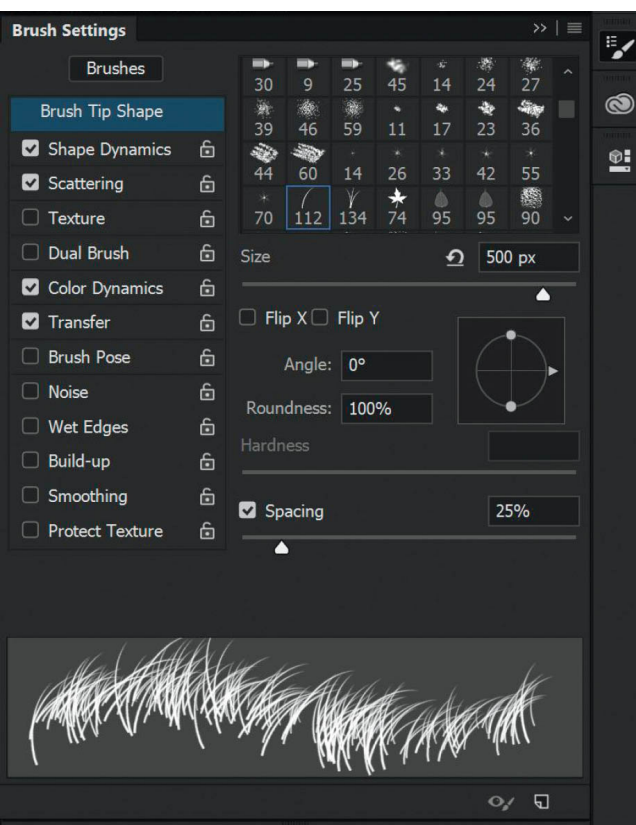 Brush Settings
Brushes
30 9 25 45 14 24 27
Brush Tip Shape
39 46 59 11 17 23 36
Shape Dynamics
44 60 14 26 33 42 55
Scattering
Texture
70 112 134 74 95 95 90
Dual Brush
Size 500 px
Color Dynamics
Transfer
Flip X Flip Y
Brush Pose
Angle: 0°
Noise
Roundness: 100%
Wet Edges
Hardness
Build-up
Smoothing
Spacing 25%
Protect Texture